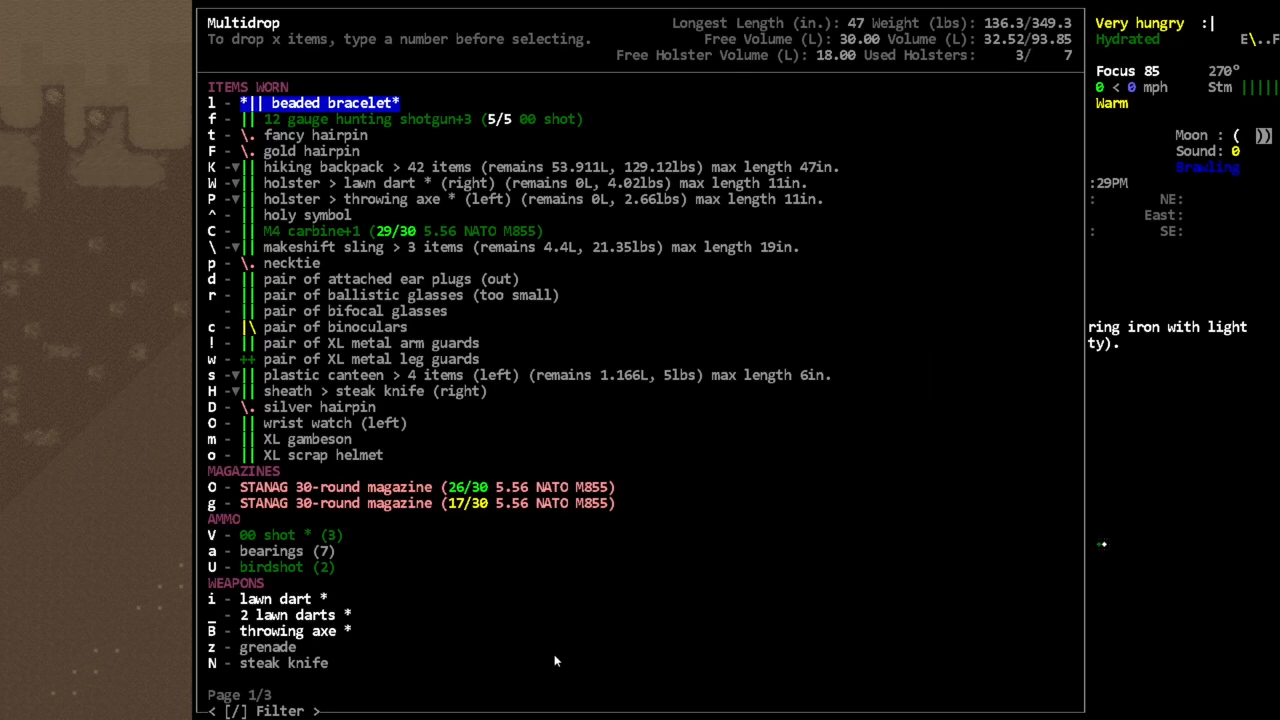 Multidrop
Longest Length (in.): 47 Weight (lbs): 136.3/349.3
To drop x items, type a number before selecting.
Free Volume (L): 30.00 Volume (L): 32.52/93.85
Free Holster Volume (L): 18.00 Used Holsters: 3/ 7
ITEMS WORN
l - *|| beaded bracelet*
f - || 12 gauge hunting shotgun+3 (5/5 00 shot)
t - \. fancy hairpin
F - \. gold hairpin
K -▼|| hiking backpack > 42 items (remains 53.911L, 129.12lbs) max length 47in.
W -▼|| holster > lawn dart * (right) (remains 0L, 4.02lbs) max length 11in.
P -▼|| holster > throwing axe * (left) (remains 0L, 2.66lbs) max length 11in.
^ - || holy symbol
C - || M4 carbine+1 (29/30 5.56 NATO M855)
\ -▼|| makeshift sling > 3 items (remains 4.4L, 21.35lbs) max length 19in.
p - \. necktie
d - || pair of attached ear plugs (out)
r - || pair of ballistic glasses (too small)
|| pair of bifocal glasses
c - |\ pair of binoculars
! - || pair of XL metal arm guards
w - ++ pair of XL metal leg guards
s -▼|| plastic canteen > 4 items (left) (remains 1.166L, 5lbs) max length 6in.
H -▼|| sheath > steak knife (right)
D - \. silver hairpin
O - || wrist watch (left)
m - || XL gambeson
o - || XL scrap helmet
MAGAZINES
O - STANAG 30-round magazine (26/30 5.56 NATO M855)
g - STANAG 30-round magazine (17/30 5.56 NATO M855)
AMMO
V - 00 shot * (3)
a - bearings (7)
U - birdshot (2)
WEAPONS
i - lawn dart *
_ - 2 lawn darts *
B - throwing axe *
z - grenade
N - steak knife
Page 1/3
< [/] Filter >
Very hungry :|
Hydrated E\..F
Focus 85 270°
0 < 0 mph Stm |||||
Warm
Moon : ( ))
Sound: 0
Brawling
:29PM
: NE:
East:
: SE:
ring iron with light
ty).